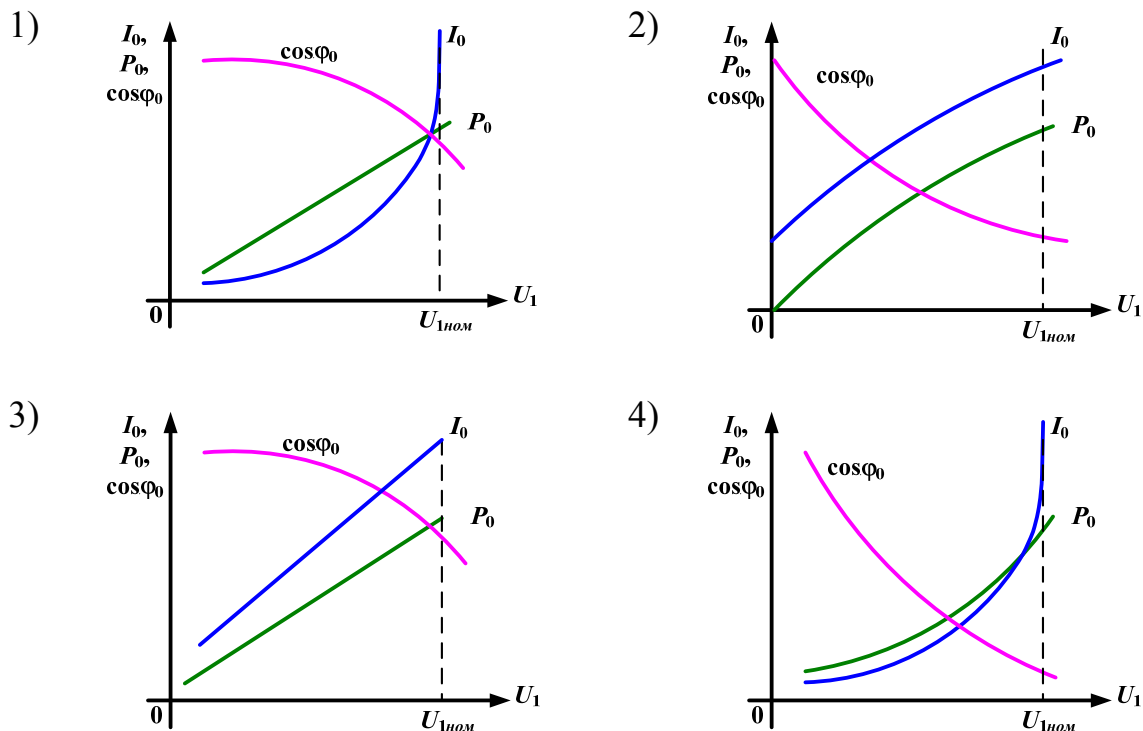 1)
I₀,
P₀,
cosφ₀
cosφ₀
I₀
P₀
0
U₁ном
U₁
2)
I₀,
P₀,
cosφ₀
cosφ₀
I₀
P₀
0
U₁ном
U₁
3)
I₀,
P₀,
cosφ₀
cosφ₀
I₀
P₀
0
U₁ном
U₁
4)
I₀,
P₀,
cosφ₀
cosφ₀
I₀
P₀
0
U₁ном
U₁